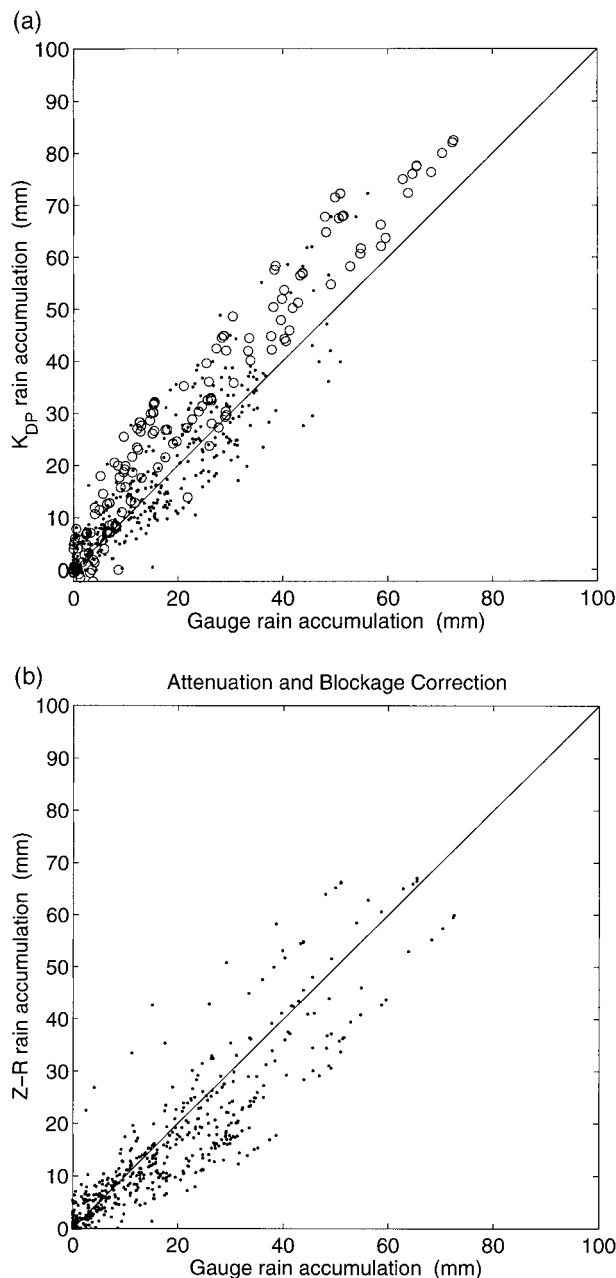 (a)
100
90
80
70
60
50
40
30
20
10
0
K_DP rain accumulation (mm)
0 20 40 60 80 100
Gauge rain accumulation (mm)
(b)
Attenuation and Blockage Correction
100
90
80
70
60
50
40
30
20
10
0
Z-R rain accumulation (mm)
0 20 40 60 80 100
Gauge rain accumulation (mm)